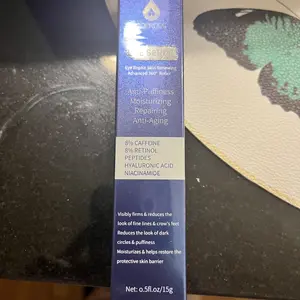 Eye Repair Skin Renewing
Advanced 360° Roller
Anti-Puffiness
Moisturizing
Repairing
Anti-Aging
8% CAFFEINE
6% RETINOL
PEPTIDES
HYALURONIC ACID
NIACINAMIDE
Visibly firms & reduces the
look of fine lines & crow's feet
Reduces the look of dark
circles & puffiness
Moisturizes & helps restore the
protective skin barrier
Net: 0.5fl.oz/15g